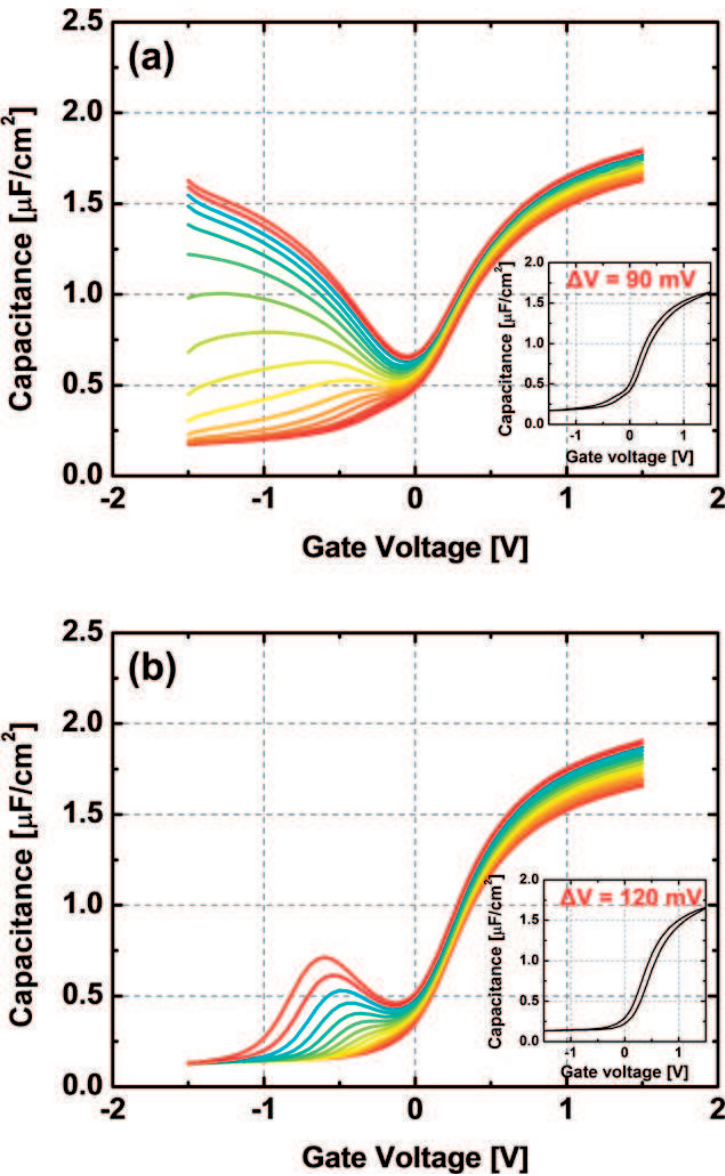 (a)
2.5
2.0
1.5
1.0
0.5
0.0
Capacitance [μF/cm²]
-2 -1 0 1 2
Gate Voltage [V]
ΔV = 90 mV
2.0
1.5
1.0
0.5
0.0
Capacitance [μF/cm²]
-1 0 1
Gate voltage [V]
(b)
2.5
2.0
1.5
1.0
0.5
0.0
Capacitance [μF/cm²]
-2 -1 0 1 2
Gate Voltage [V]
ΔV = 120 mV
2.0
1.5
1.0
0.5
0.0
Capacitance [μF/cm²]
-1 0 1
Gate voltage [V]